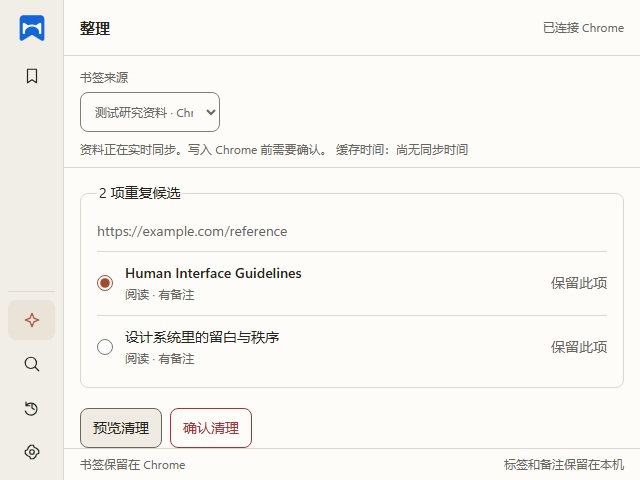 整理
已连接 Chrome
书签来源
测试研究资料 · Chr
资料正在实时同步。写入 Chrome 前需要确认。 缓存时间：尚无同步时间
2 项重复候选
https://example.com/reference
Human Interface Guidelines
阅读 · 有备注
保留此项
设计系统里的留白与秩序
阅读 · 有备注
保留此项
预览清理
确认清理
书签保留在 Chrome
标签和备注保留在本机